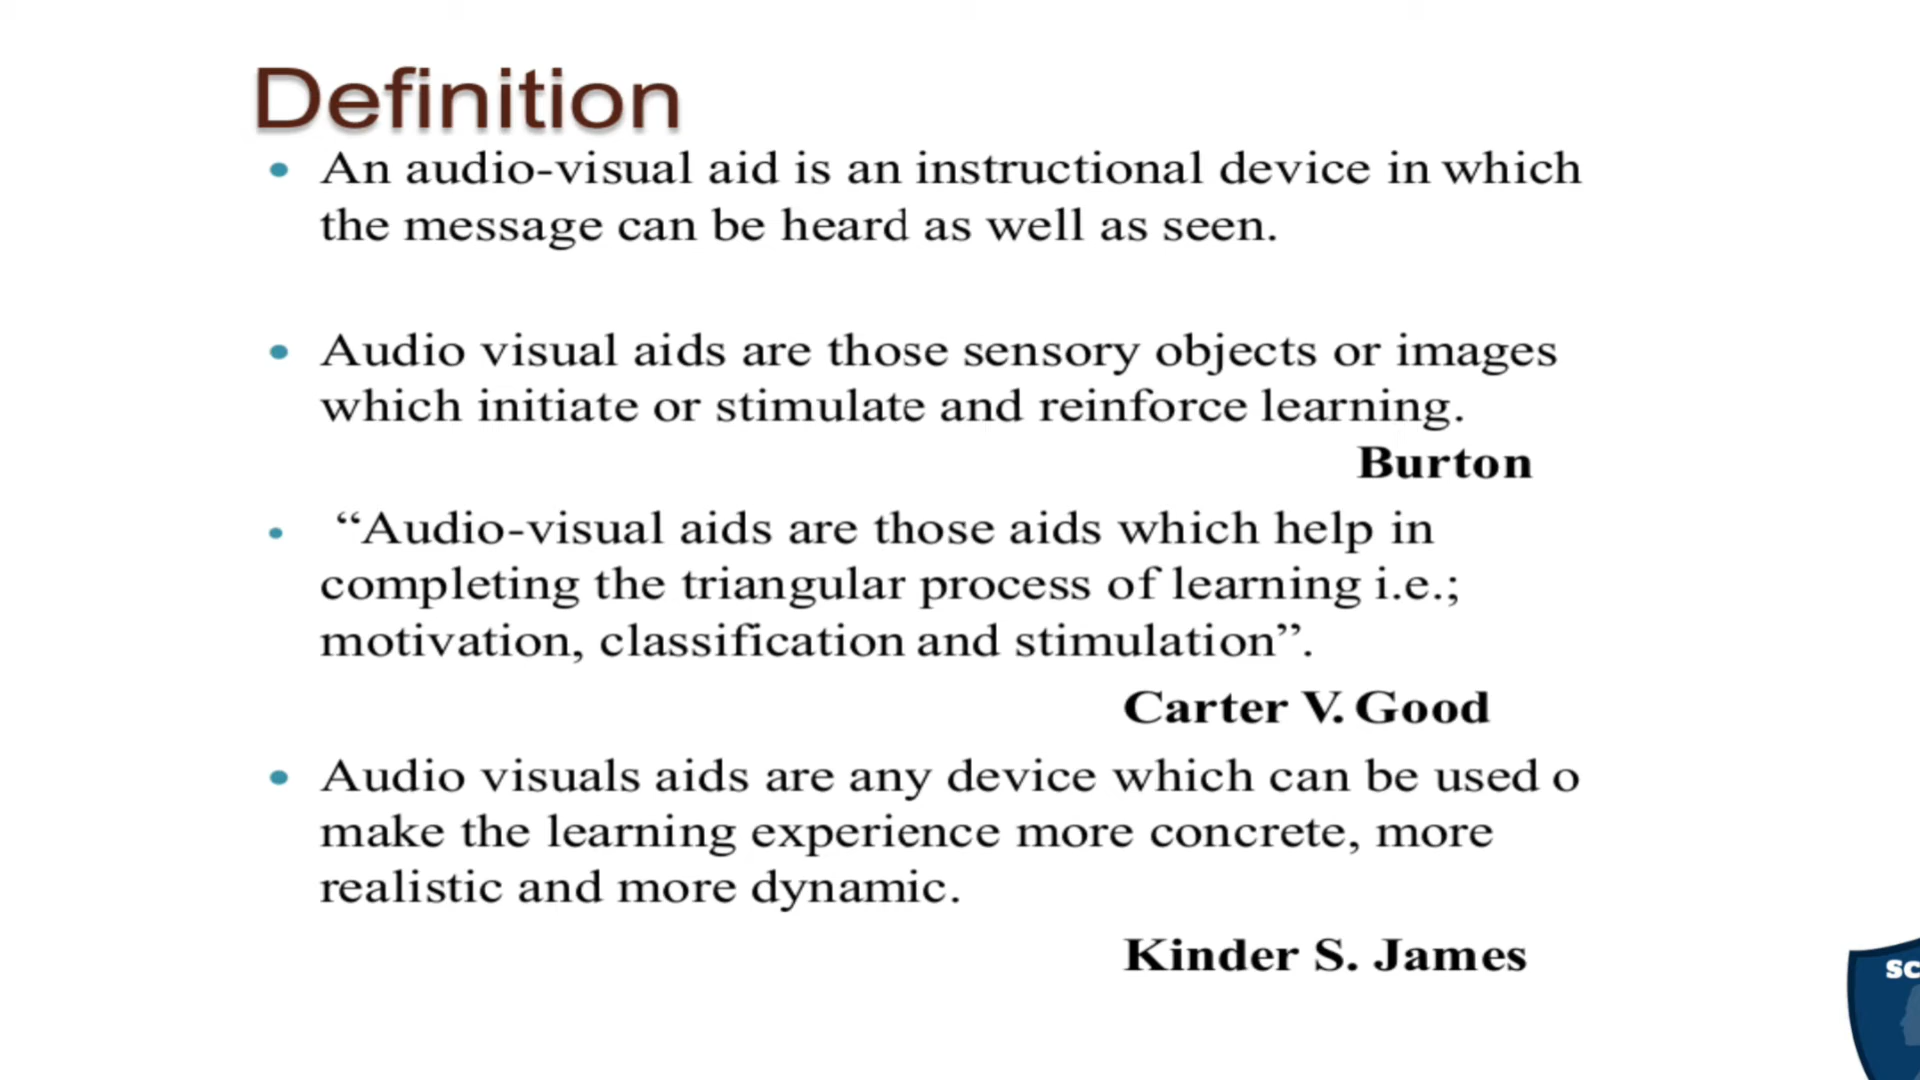 Definition
• An audio-visual aid is an instructional device in which
the message can be heard as well as seen.
• Audio visual aids are those sensory objects or images
which initiate or stimulate and reinforce learning.
Burton
• “Audio-visual aids are those aids which help in
completing the triangular process of learning i.e.;
motivation, classification and stimulation”.
Carter V. Good
• Audio visuals aids are any device which can be used o
make the learning experience more concrete, more
realistic and more dynamic.
Kinder S. James